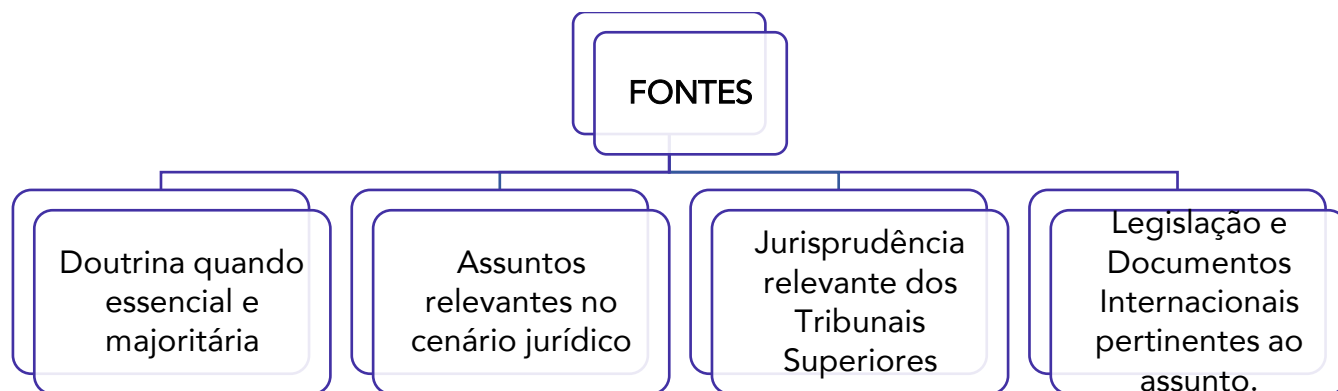 FONTES
Doutrina quando
essencial e
majoritária
Assuntos
relevantes no
cenário jurídico
Jurisprudência
relevante dos
Tribunais
Superiores
Legislação e
Documentos
Internacionais
pertinentes ao
assunto.